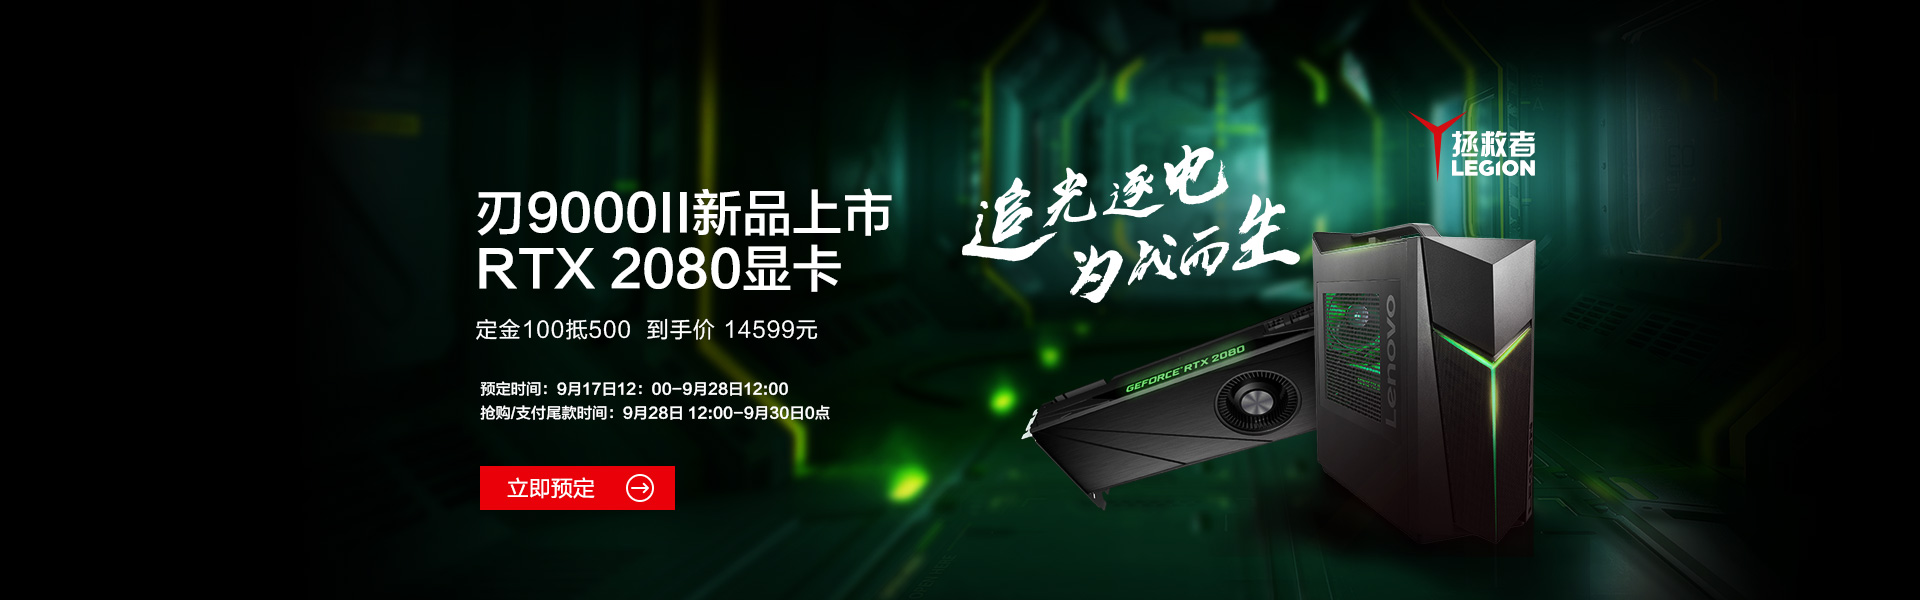 刃9000II新品上市
RTX 2080显卡
定金100抵500 到手价 14599元
预定时间：9月17日12：00-9月28日12:00
抢购/支付尾款时间：9月28日 12:00-9月30日0点
立即预定
追光逐电
为战而生
拯救者
LEGION
GEFORCE RTX 2080
Lenovo